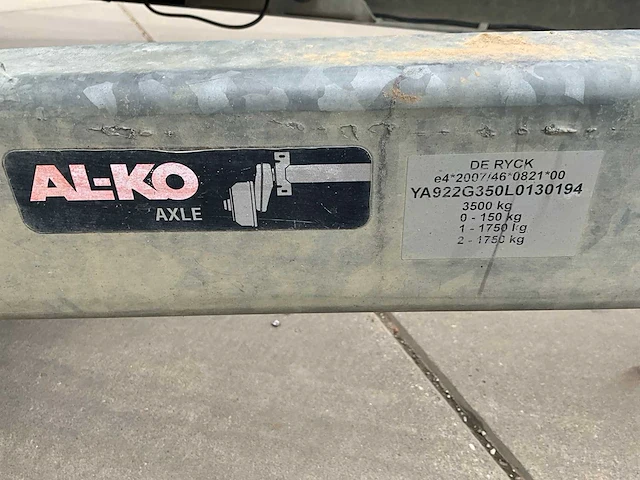 AL-KO
AXLE
DE RYCK
e4*2007/46*0821*00
YA922G350L0130194
3500 kg
0 - 150 kg
1 - 1750 kg
2 - 1750 kg